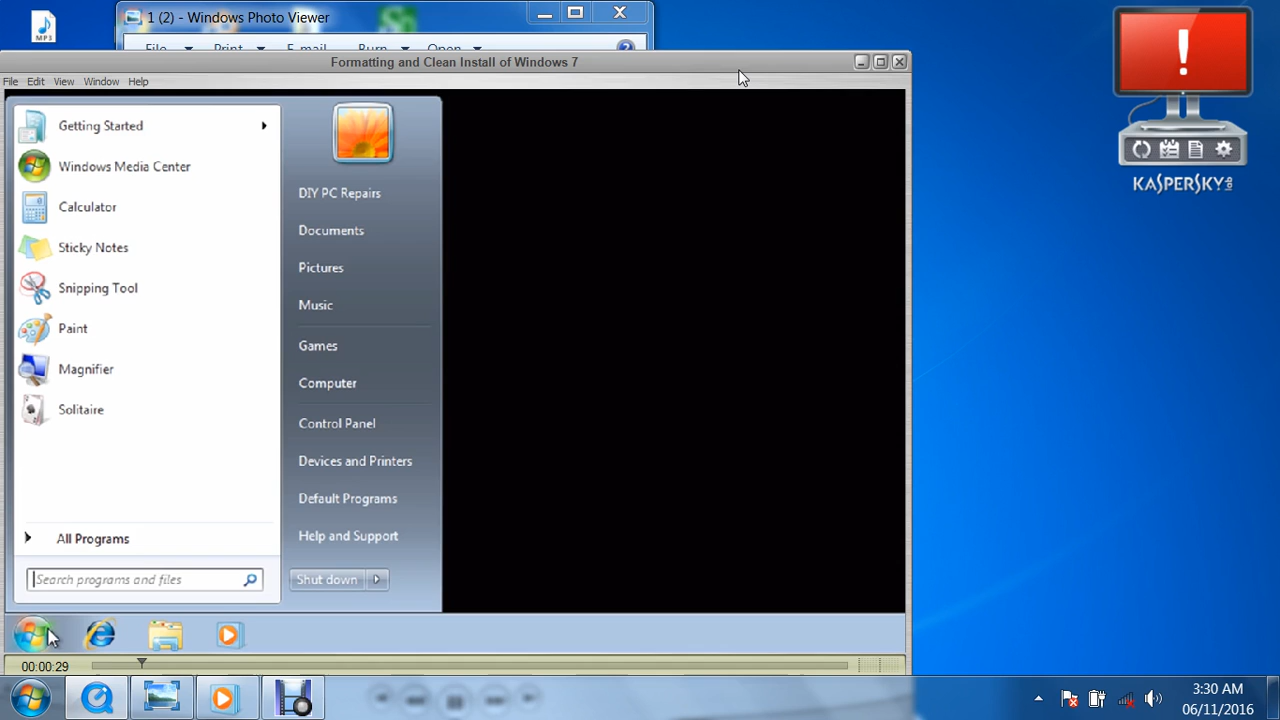 MP3
1 (2) - Windows Photo Viewer
File Print E-mail Burn Open
Formatting and Clean Install of Windows 7
File Edit View Window Help
Getting Started
Windows Media Center
Calculator
Sticky Notes
Snipping Tool
Paint
Magnifier
Solitaire
All Programs
Search programs and files
DIY PC Repairs
Documents
Pictures
Music
Games
Computer
Control Panel
Devices and Printers
Default Programs
Help and Support
Shut down
00:00:29
!
KASPERSKY lab
3:30 AM
06/11/2016